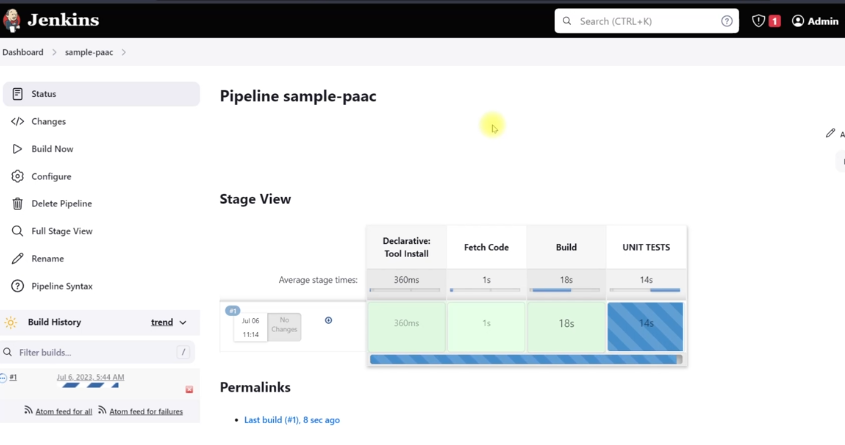 Jenkins
Search (CTRL+K)
?
1
Admin
Dashboard > sample-paac >
Status
Changes
Build Now
Configure
Delete Pipeline
Full Stage View
Rename
Pipeline Syntax
Build History
trend
Filter builds...
/
#1
Jul 6, 2023, 5:44 AM
Atom feed for all
Atom feed for failures
Pipeline sample-paac
A
Stage View
Declarative: Tool Install
Fetch Code
Build
UNIT TESTS
Average stage times:
360ms
1s
18s
14s
#1
Jul 06
11:14
No Changes
360ms
1s
18s
14s
Permalinks
• Last build (#1), 8 sec ago